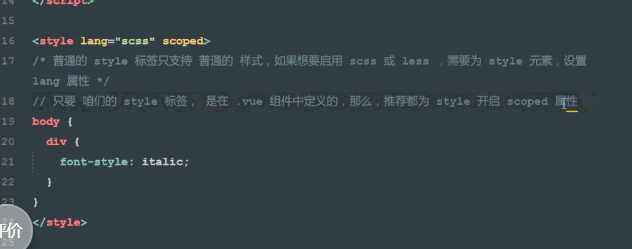 14 </script>
15
16 <style lang="scss" scoped>
17 /* 普通的 style 标签只支持 普通的 样式，如果想要启用 scss 或 less ，需要为 style 元素，设置
lang 属性 */
18 // 只要 咱们的 style 标签， 是在 .vue 组件中定义的，那么，推荐都为 style 开启 scoped 属性
19 body {
20 div {
21 font-style: italic;
22 }
23 }
</style>
25
评价